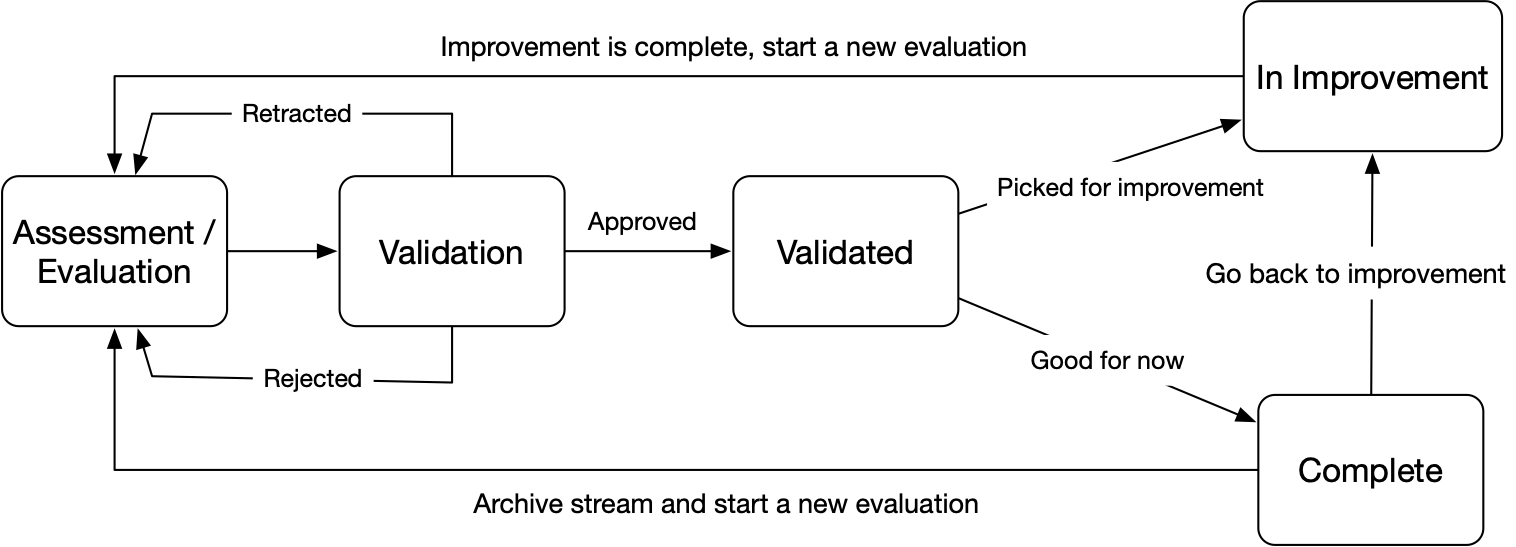 Improvement is complete, start a new evaluation
In Improvement
Retracted
Picked for improvement
Assessment /
Evaluation
Validation
Approved
Validated
Go back to improvement
Rejected
Good for now
Complete
Archive stream and start a new evaluation